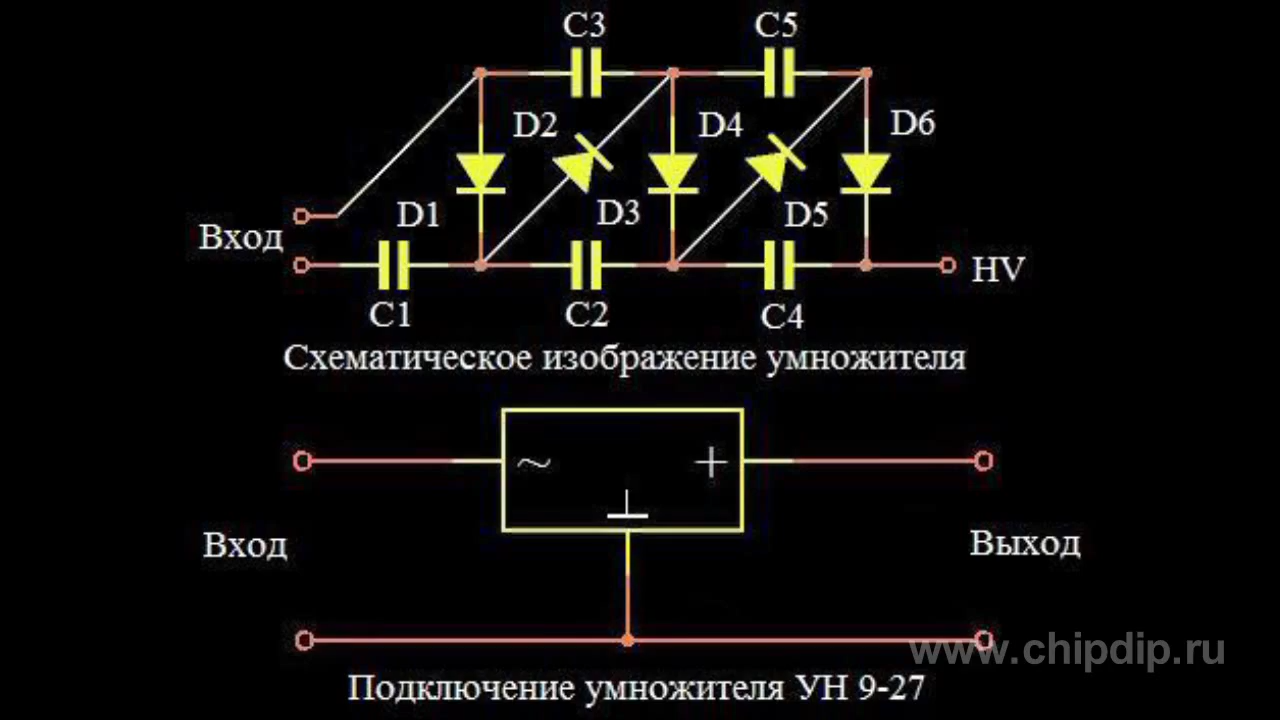 C3 C5
D2 D4 D6
D1 D3 D5
Вход
HV
C1 C2 C4
Схематическое изображение умножителя
~ +
Вход Выход
www.chipdip.ru
Подключение умножителя УН 9-27